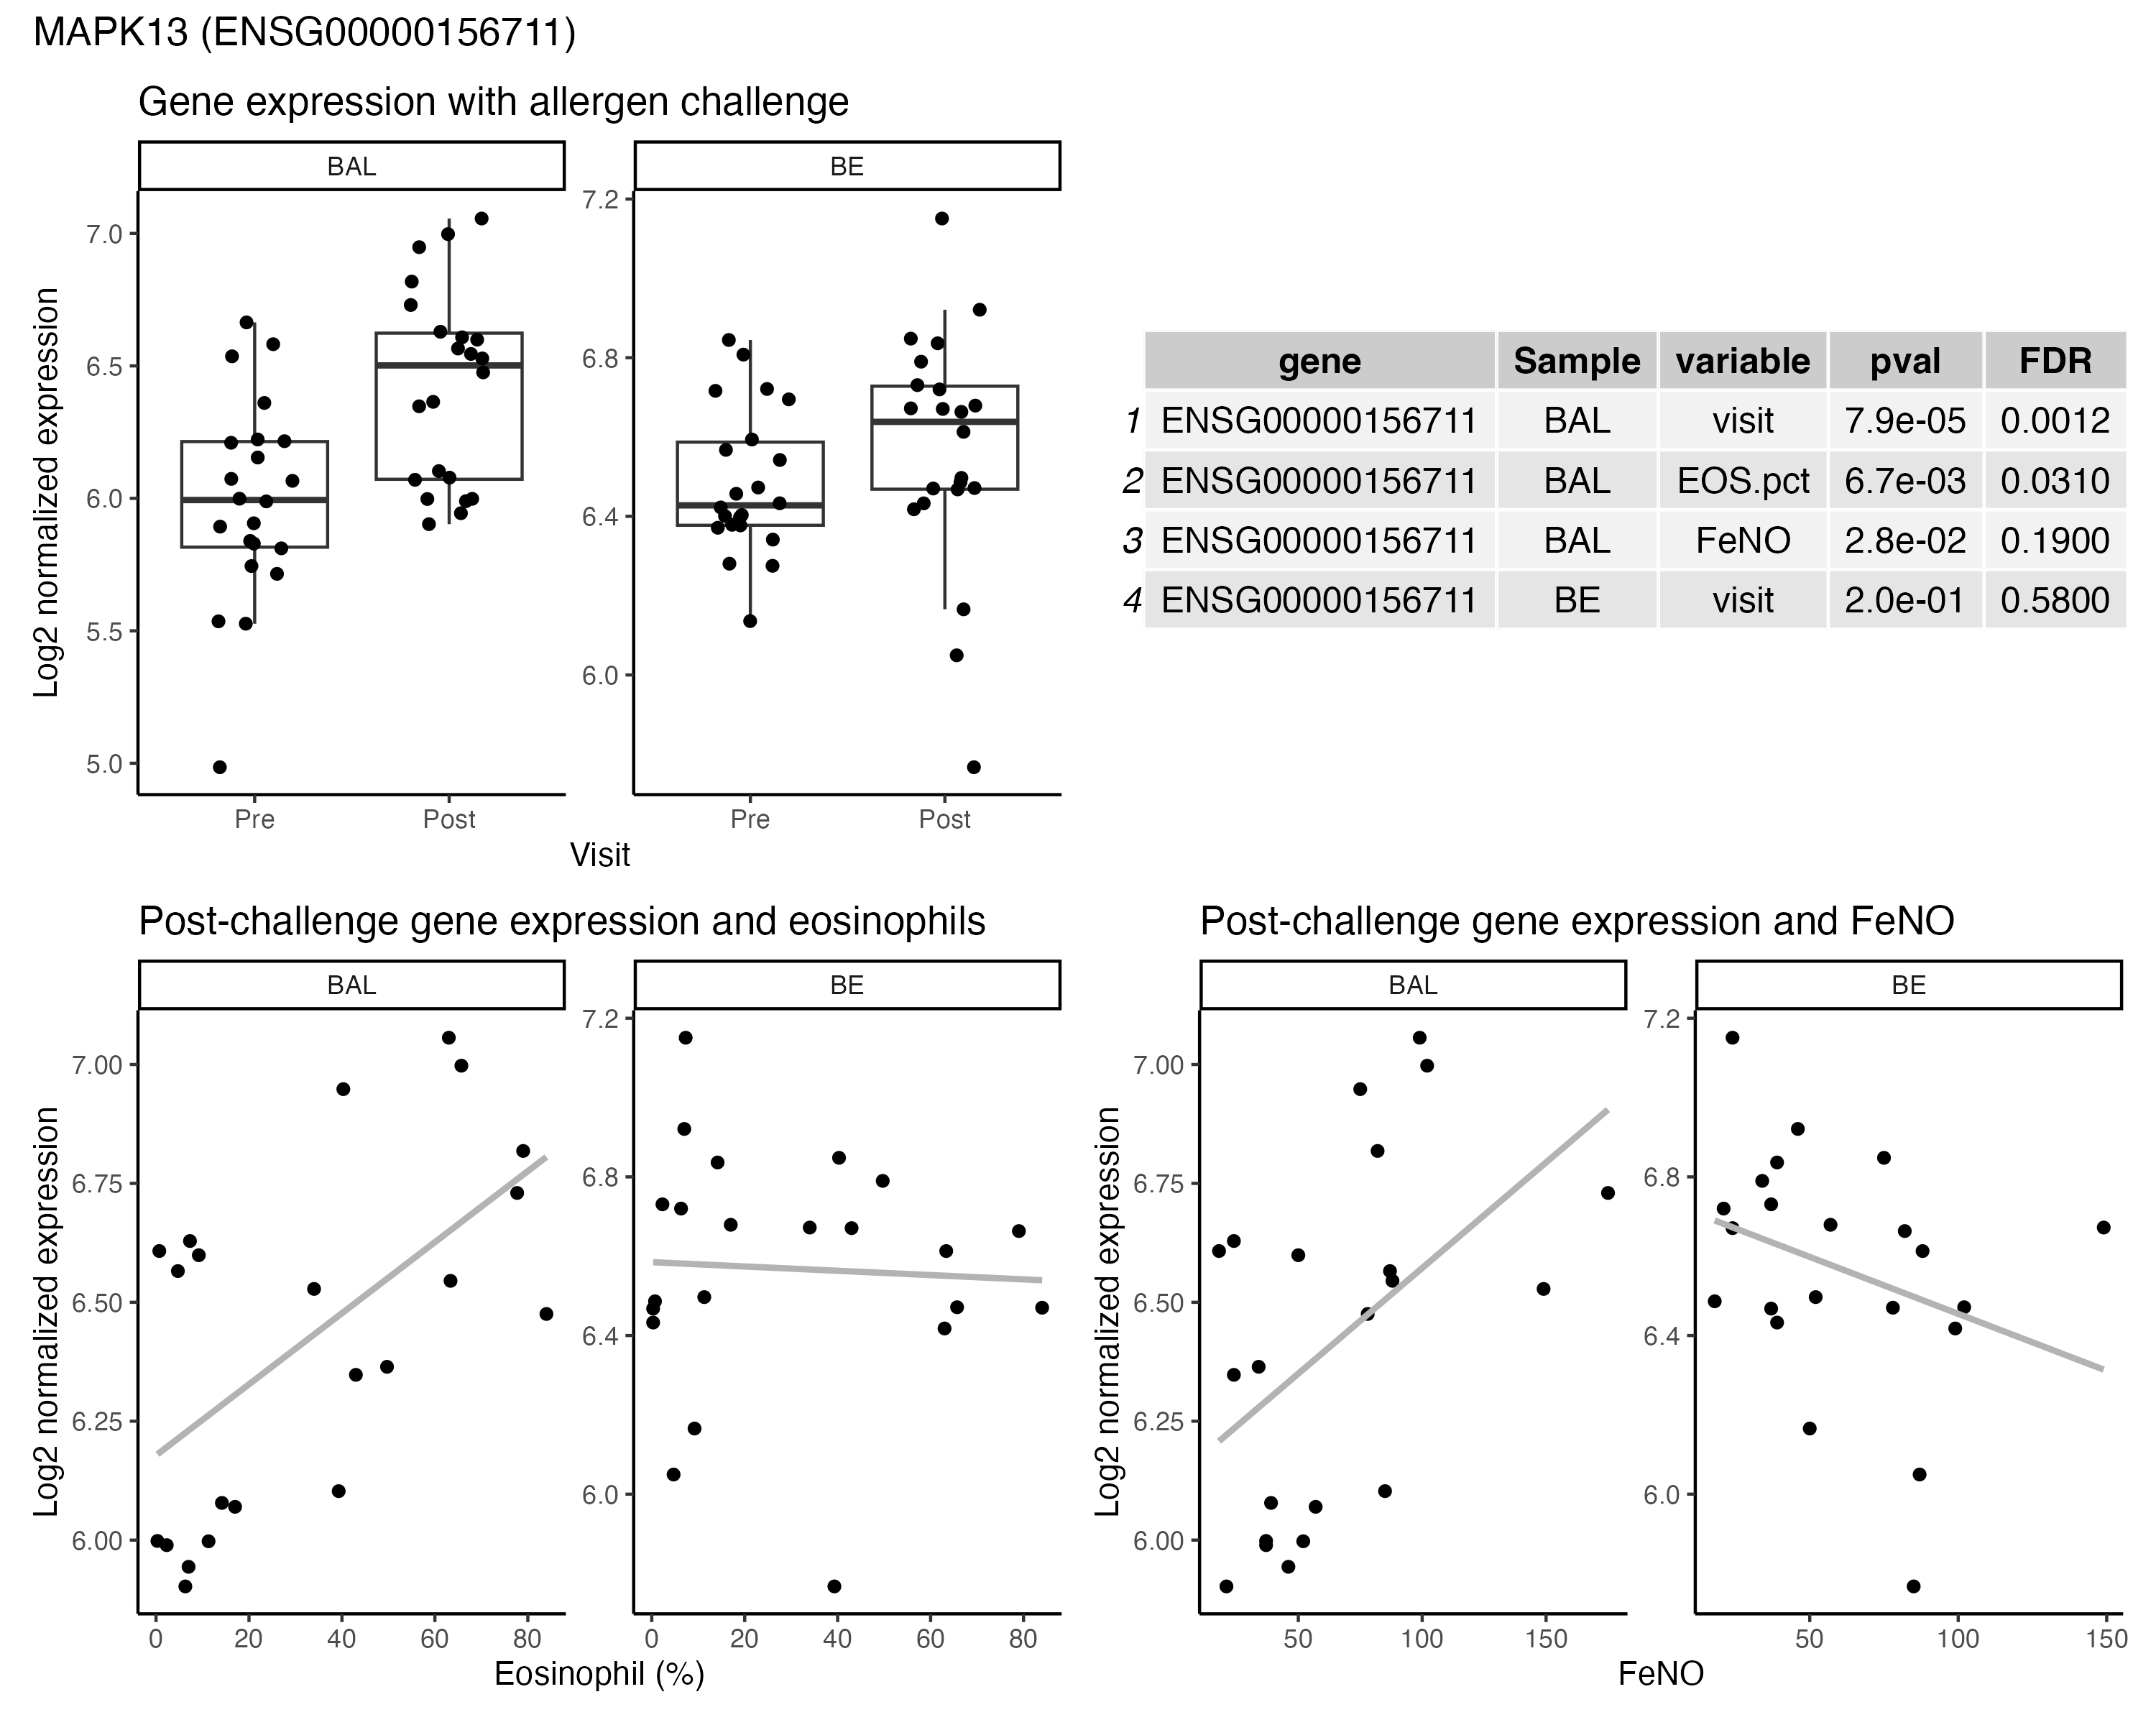 MAPK13 (ENSG00000156711)
Gene expression with allergen challenge
BAL
BE
Log2 normalized expression
7.0
6.5
6.0
5.5
5.0
7.2
6.8
6.4
6.0
Pre
Post
Pre
Post
Visit
gene Sample variable pval FDR
1 ENSG00000156711 BAL visit 7.9e-05 0.0012
2 ENSG00000156711 BAL EOS.pct 6.7e-03 0.0310
3 ENSG00000156711 BAL FeNO 2.8e-02 0.1900
4 ENSG00000156711 BE visit 2.0e-01 0.5800
Post-challenge gene expression and eosinophils
BAL
BE
Log2 normalized expression
7.00
6.75
6.50
6.25
6.00
7.2
6.8
6.4
6.0
0 20 40 60 80
0 20 40 60 80
Eosinophil (%)
Post-challenge gene expression and FeNO
BAL
BE
Log2 normalized expression
7.00
6.75
6.50
6.25
6.00
7.2
6.8
6.4
6.0
50 100 150
50 100 150
FeNO